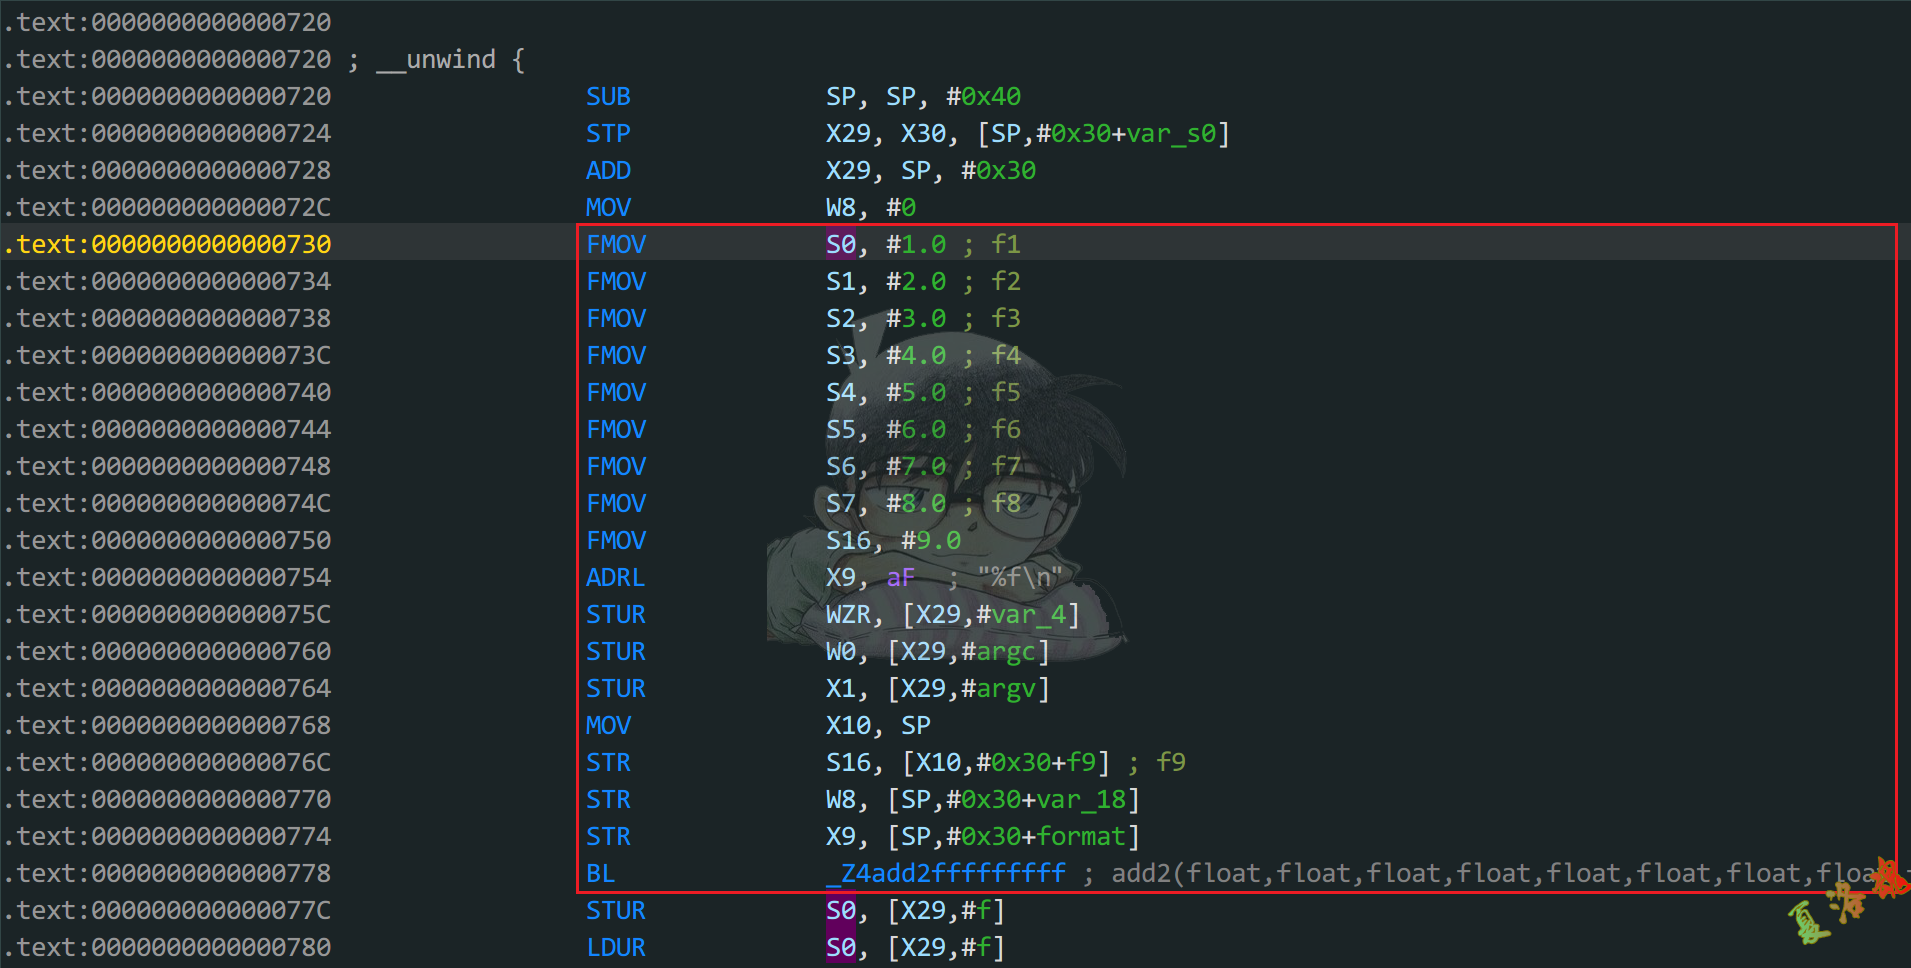 .text:0000000000000720
.text:0000000000000720 ; __unwind {
.text:0000000000000720 SUB SP, SP, #0x40
.text:0000000000000724 STP X29, X30, [SP,#0x30+var_s0]
.text:0000000000000728 ADD X29, SP, #0x30
.text:000000000000072C MOV W8, #0
.text:0000000000000730 FMOV S0, #1.0 ; f1
.text:0000000000000734 FMOV S1, #2.0 ; f2
.text:0000000000000738 FMOV S2, #3.0 ; f3
.text:000000000000073C FMOV S3, #4.0 ; f4
.text:0000000000000740 FMOV S4, #5.0 ; f5
.text:0000000000000744 FMOV S5, #6.0 ; f6
.text:0000000000000748 FMOV S6, #7.0 ; f7
.text:000000000000074C FMOV S7, #8.0 ; f8
.text:0000000000000750 FMOV S16, #9.0
.text:0000000000000754 ADRL X9, aF ; "%f\n"
.text:000000000000075C STUR WZR, [X29,#var_4]
.text:0000000000000760 STUR W0, [X29,#argc]
.text:0000000000000764 STUR X1, [X29,#argv]
.text:0000000000000768 MOV X10, SP
.text:000000000000076C STR S16, [X10,#0x30+f9] ; f9
.text:0000000000000770 STR W8, [SP,#0x30+var_18]
.text:0000000000000774 STR X9, [SP,#0x30+format]
.text:0000000000000778 BL _Z4add2fffffffff ; add2(float,float,float,float,float,float,float,float
.text:000000000000077C STUR S0, [X29,#f]
.text:0000000000000780 LDUR S0, [X29,#f]
夏洛